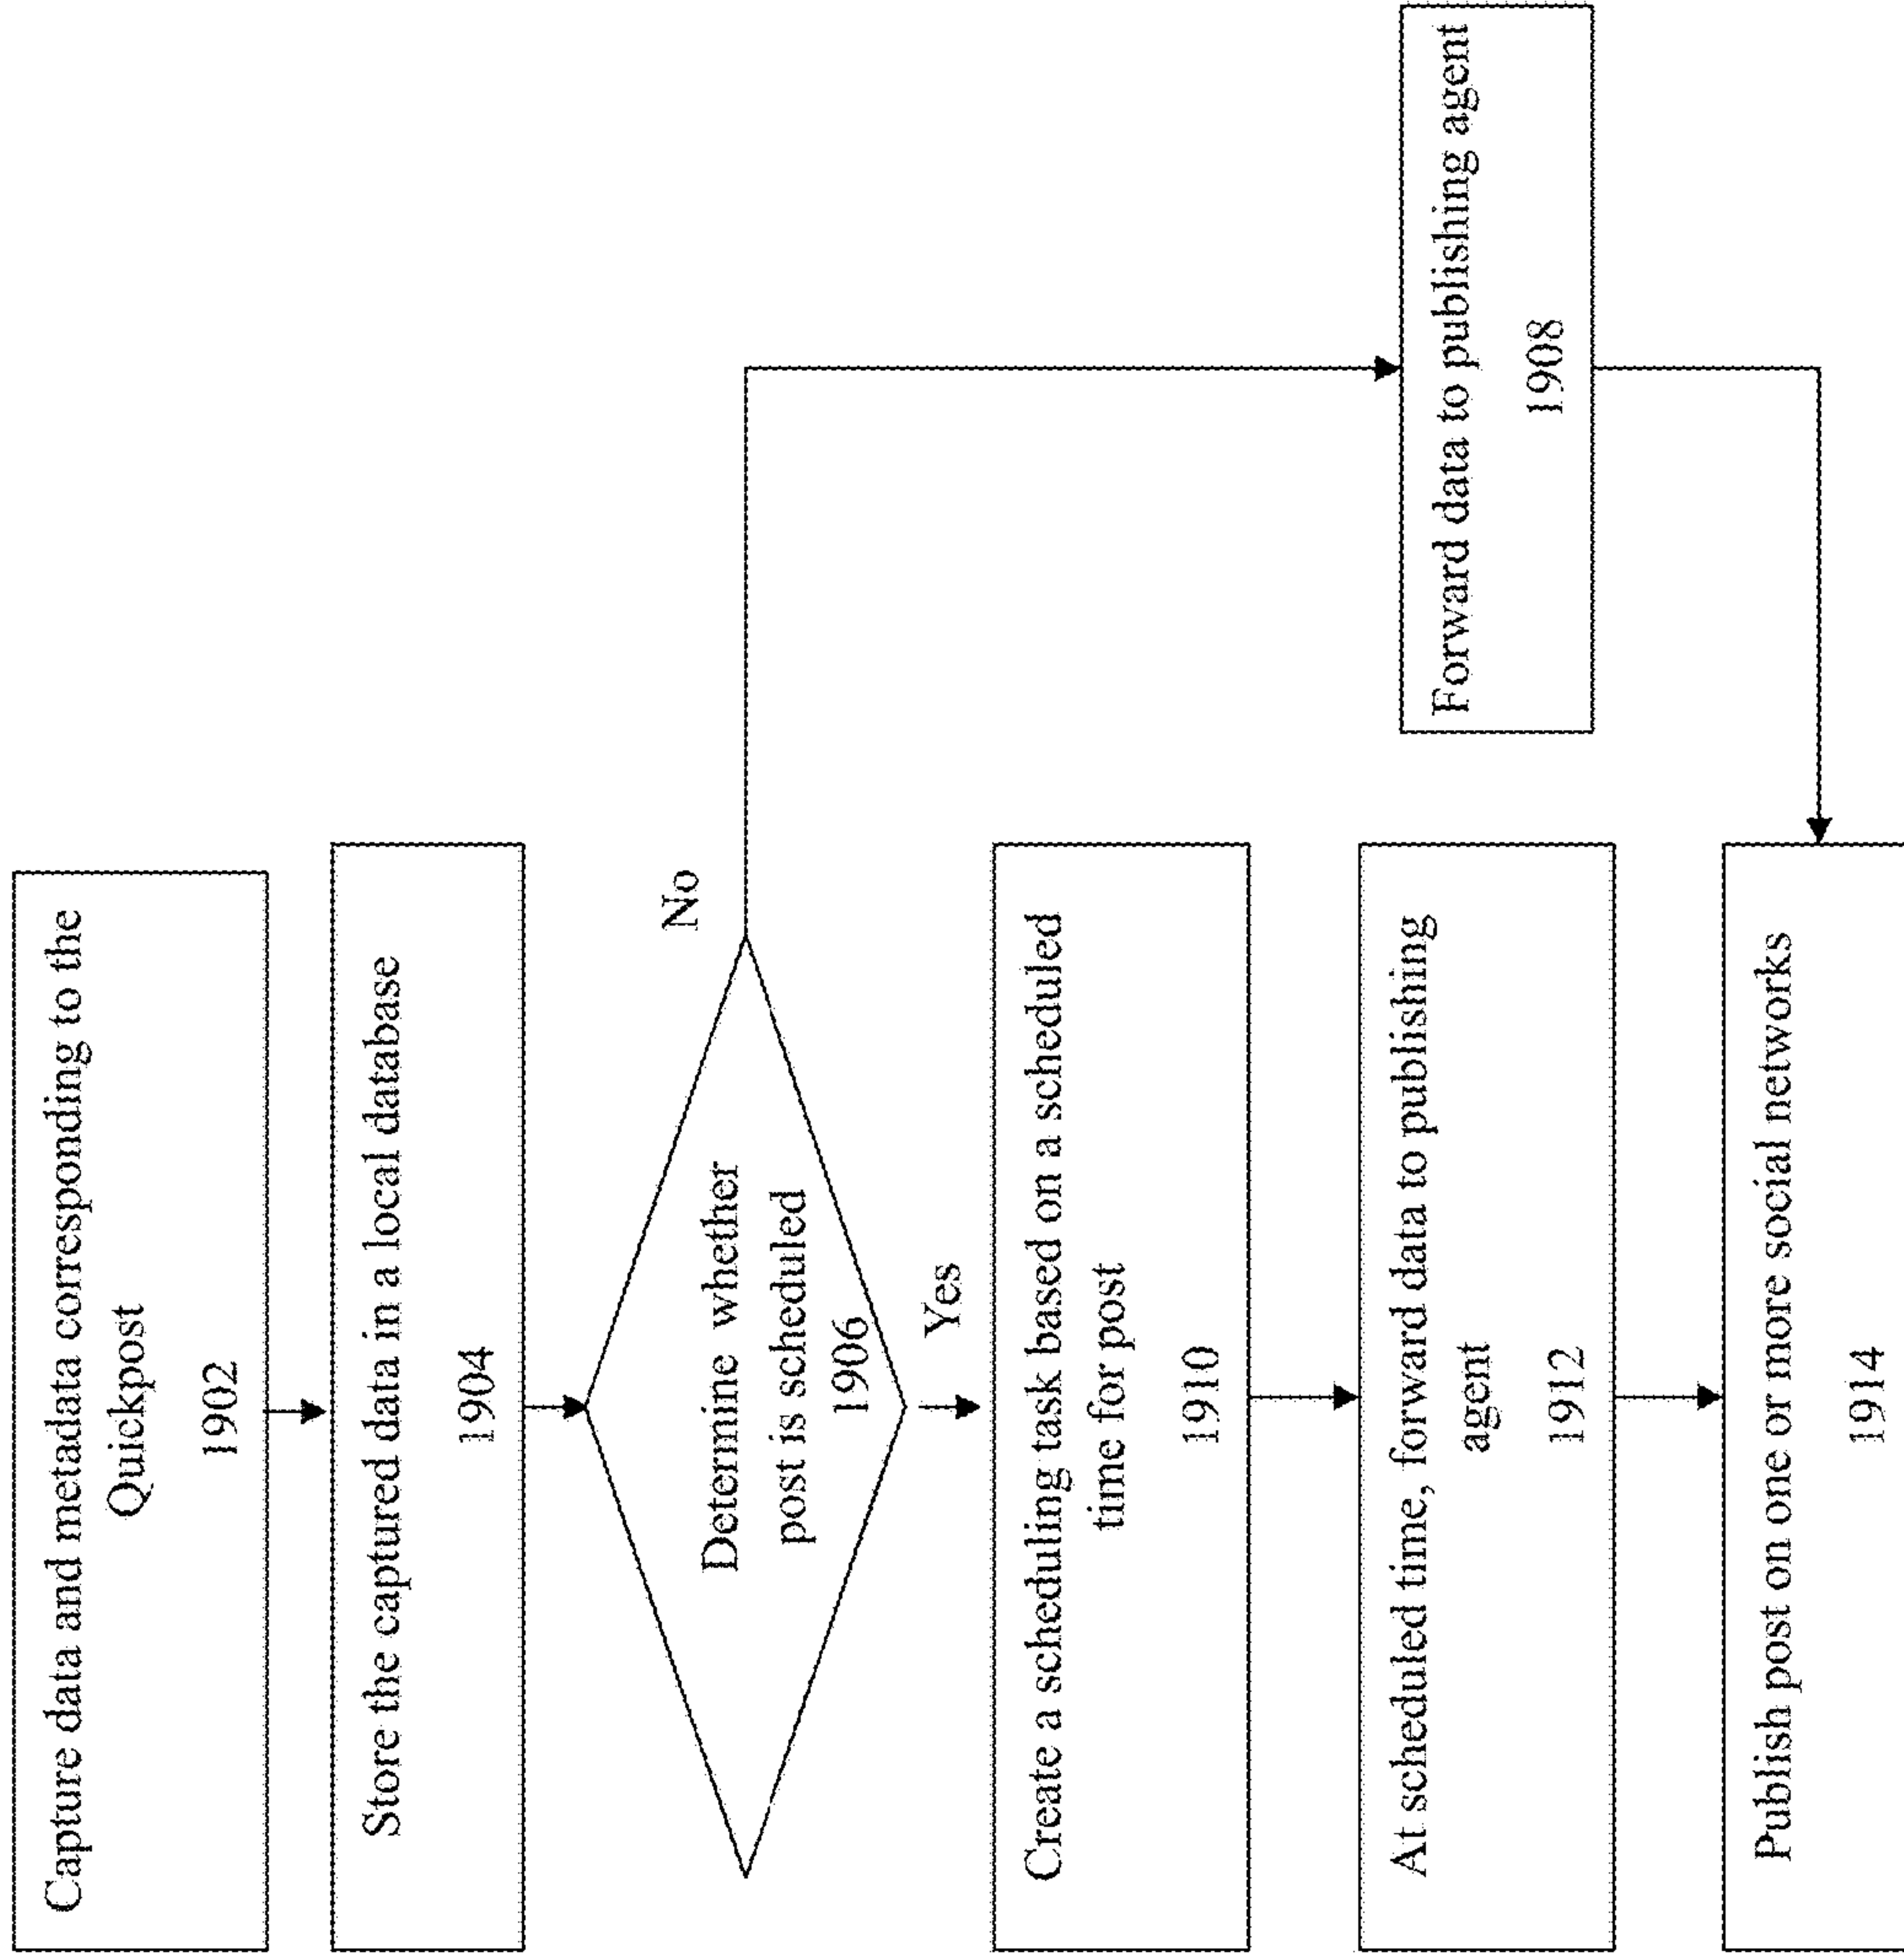 Capture data and metadata corresponding to the
Quickpost
1902
Store the captured data in a local database
1904
Determine whether
post is scheduled
1906
No
Yes
Forward data to publishing agent
1908
Create a scheduling task based on a scheduled
time for post
1910
At scheduled time, forward data to publishing
agent
1912
Publish post on one or more social networks
1914